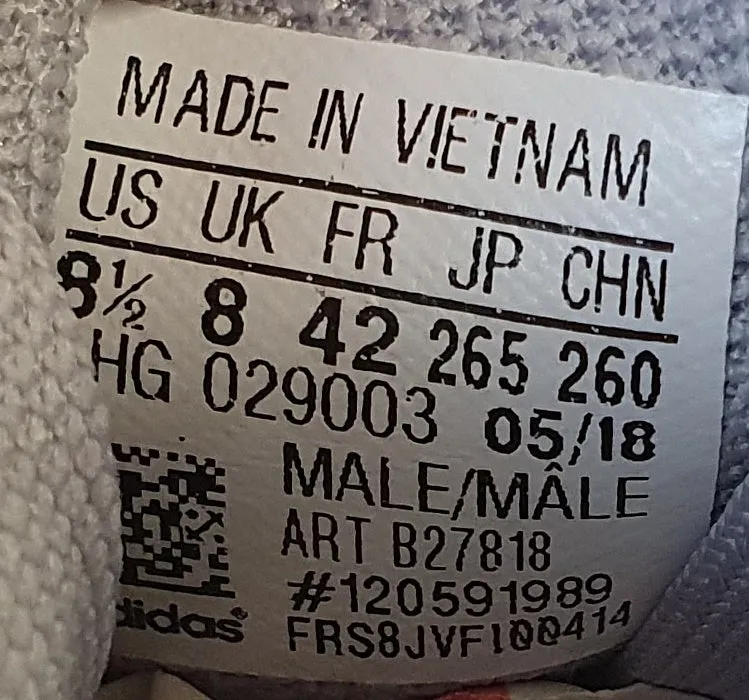 MADE IN VIETNAM
US UK FR JP CHN
8½ 8 42 265 260
HG 029003 05/18
MALE/MÂLE
ART B27818
#120591989
FRS8JVF100414
adidas®